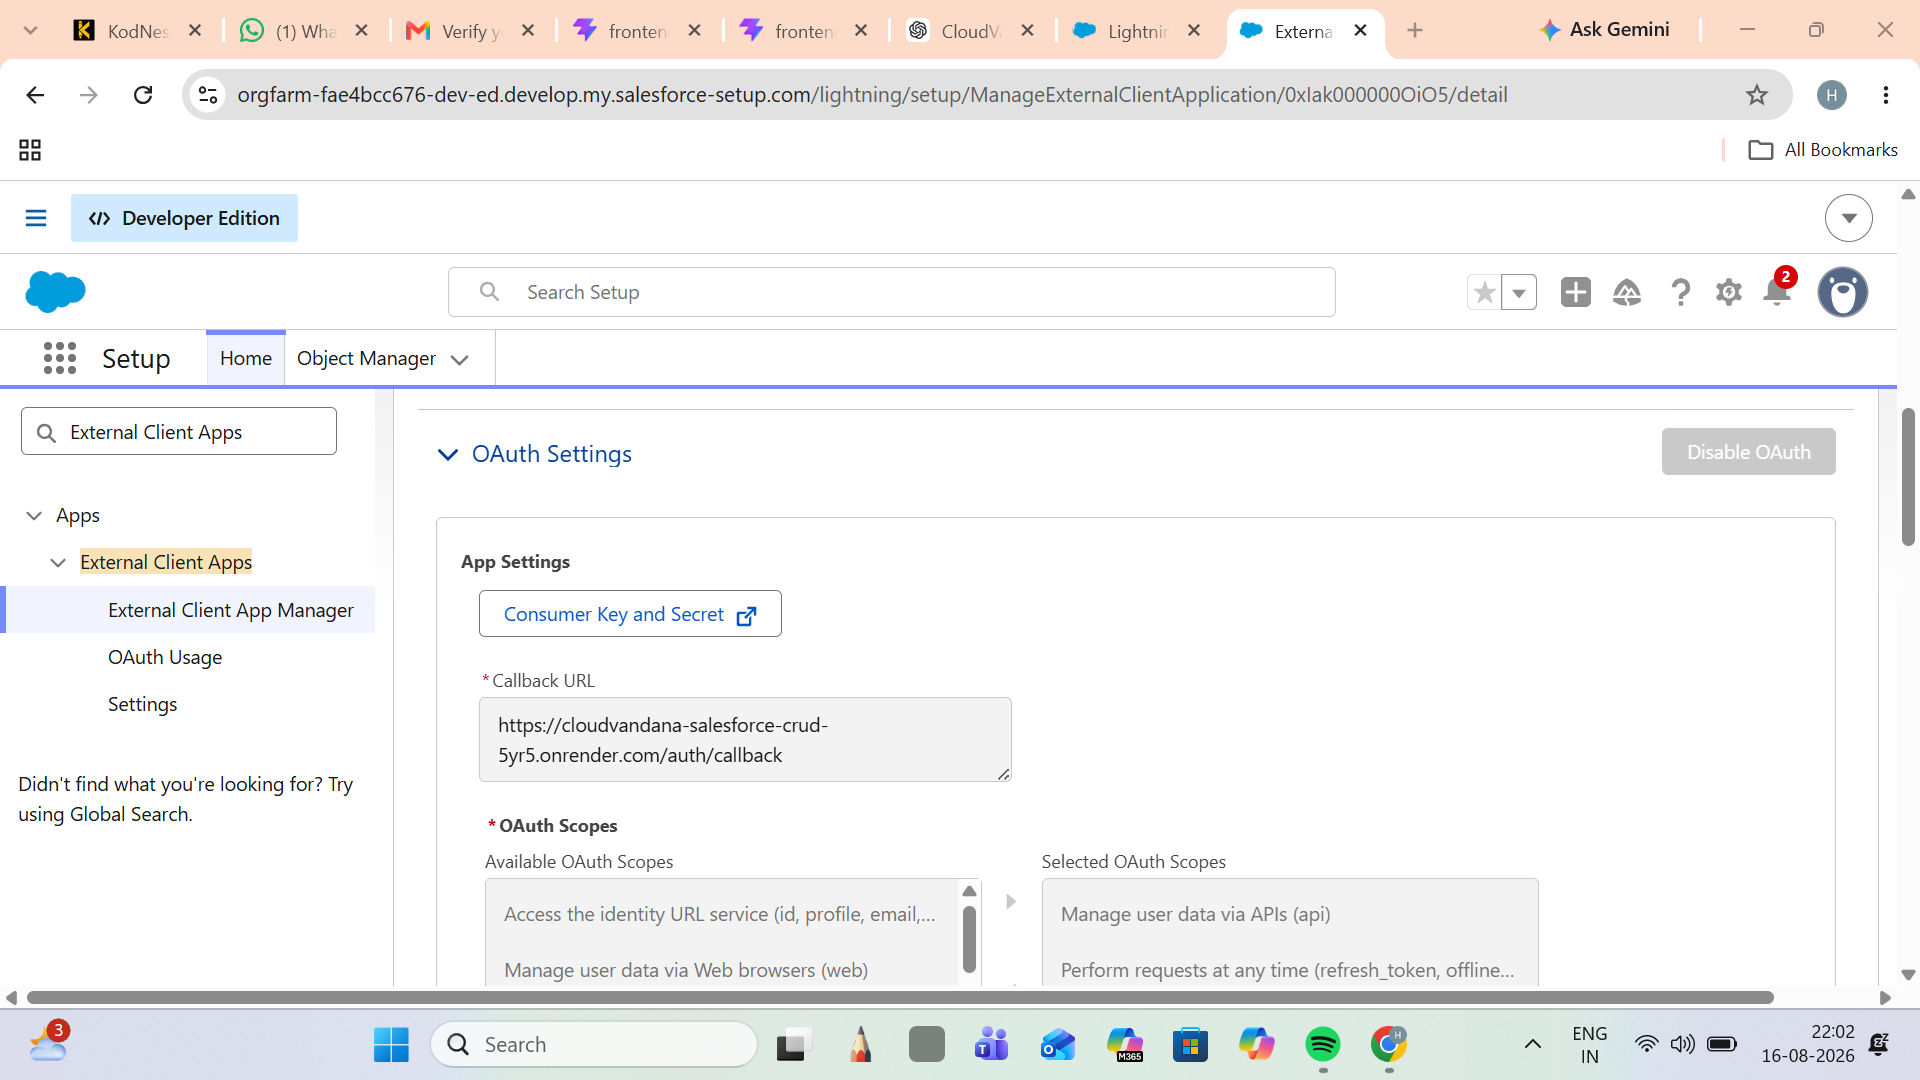 KodNes
(1) Wha
Verify y
fronten
fronten
CloudVa
Lightnin
Externa
Ask Gemini
orgfarm-fae4bcc676-dev-ed.develop.my.salesforce-setup.com/lightning/setup/ManageExternalClientApplication/0xIak000000OiO5/detail
H
All Bookmarks
Developer Edition
Search Setup
2
Setup
Home
Object Manager
External Client Apps
OAuth Settings
Disable OAuth
Apps
External Client Apps
External Client App Manager
OAuth Usage
Settings
Didn't find what you're looking for? Try
using Global Search.
App Settings
Consumer Key and Secret
*Callback URL
https://cloudvandana-salesforce-crud-
5yr5.onrender.com/auth/callback
*OAuth Scopes
Available OAuth Scopes
Selected OAuth Scopes
Access the identity URL service (id, profile, email,...
Manage user data via APIs (api)
Manage user data via Web browsers (web)
Perform requests at any time (refresh_token, offline...
3
Search
M365
H
ENG
IN
22:02
16-08-2026